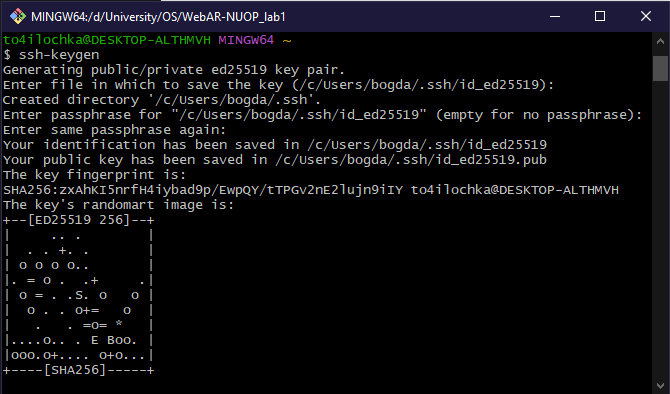 MINGW64:/d/University/OS/WebAR-NUOP_lab1
to4ilochka@DESKTOP-ALTHMVH MINGW64 ~
$ ssh-keygen
Generating public/private ed25519 key pair.
Enter file in which to save the key (/c/Users/bogda/.ssh/id_ed25519):
Created directory '/c/Users/bogda/.ssh'.
Enter passphrase for "/c/Users/bogda/.ssh/id_ed25519" (empty for no passphrase):
Enter same passphrase again:
Your identification has been saved in /c/Users/bogda/.ssh/id_ed25519
Your public key has been saved in /c/Users/bogda/.ssh/id_ed25519.pub
The key fingerprint is:
SHA256:zxAhKI5nrfH4iybad9p/EwpQY/tTPGv2nE2lujn9iIY to4ilochka@DESKTOP-ALTHMVH
The key's randomart image is:
+--[ED25519 256]--+
|     .. .        |
|  . . +. .       |
| o o o o..       |
|. = o .  .+     .|
| o = . .S. o   o |
|  o . . o+=   o  |
|   .   . =o= *   |
|....o.. . E Boo. |
|ooo.o+.... o+o...|
+----[SHA256]-----+